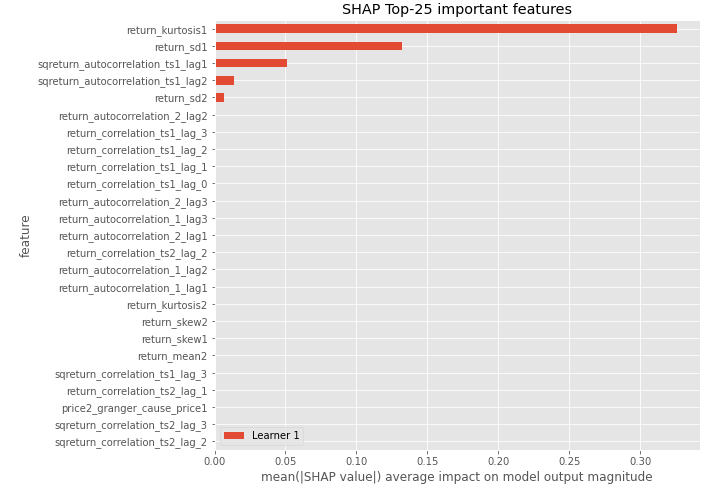 SHAP Top-25 important features
return_kurtosis1
return_sd1
sqreturn_autocorrelation_ts1_lag1
sqreturn_autocorrelation_ts1_lag2
return_sd2
return_autocorrelation_2_lag2
return_correlation_ts1_lag_3
return_correlation_ts1_lag_2
return_correlation_ts1_lag_1
return_correlation_ts1_lag_0
return_autocorrelation_2_lag3
return_autocorrelation_1_lag3
return_autocorrelation_2_lag1
return_correlation_ts2_lag_2
return_autocorrelation_1_lag2
return_autocorrelation_1_lag1
return_kurtosis2
return_skew2
return_skew1
return_mean2
sqreturn_correlation_ts1_lag_3
return_correlation_ts2_lag_1
price2_granger_cause_price1
sqreturn_correlation_ts2_lag_3
sqreturn_correlation_ts2_lag_2
feature
Learner 1
0.00 0.05 0.10 0.15 0.20 0.25 0.30
mean(|SHAP value|) average impact on model output magnitude